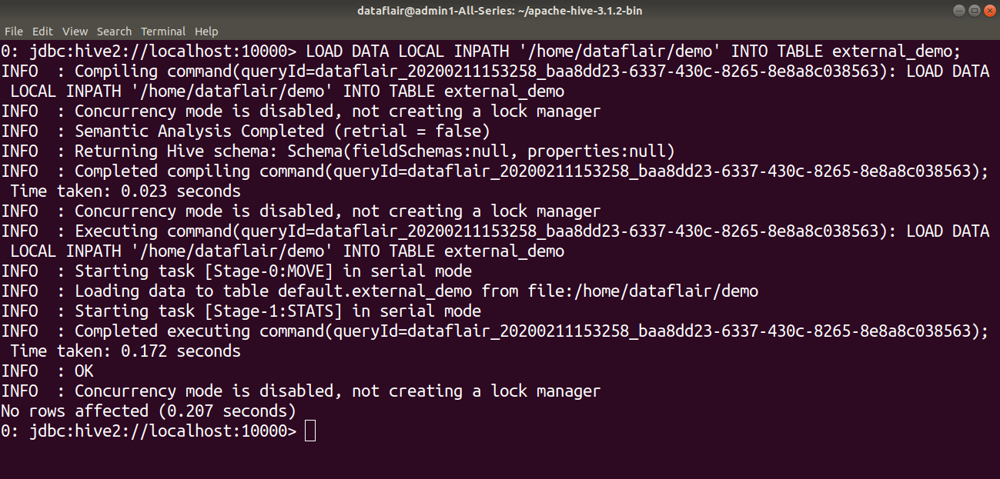 dataflair@admin1-All-Series: ~/apache-hive-3.1.2-bin
File Edit View Search Terminal Help
0: jdbc:hive2://localhost:10000> LOAD DATA LOCAL INPATH '/home/dataflair/demo' INTO TABLE external_demo;
INFO  : Compiling command(queryId=dataflair_20200211153258_baa8dd23-6337-430c-8265-8e8a8c038563): LOAD DATA
 LOCAL INPATH '/home/dataflair/demo' INTO TABLE external_demo
INFO  : Concurrency mode is disabled, not creating a lock manager
INFO  : Semantic Analysis Completed (retrial = false)
INFO  : Returning Hive schema: Schema(fieldSchemas:null, properties:null)
INFO  : Completed compiling command(queryId=dataflair_20200211153258_baa8dd23-6337-430c-8265-8e8a8c038563);
 Time taken: 0.023 seconds
INFO  : Concurrency mode is disabled, not creating a lock manager
INFO  : Executing command(queryId=dataflair_20200211153258_baa8dd23-6337-430c-8265-8e8a8c038563): LOAD DATA
 LOCAL INPATH '/home/dataflair/demo' INTO TABLE external_demo
INFO  : Starting task [Stage-0:MOVE] in serial mode
INFO  : Loading data to table default.external_demo from file:/home/dataflair/demo
INFO  : Starting task [Stage-1:STATS] in serial mode
INFO  : Completed executing command(queryId=dataflair_20200211153258_baa8dd23-6337-430c-8265-8e8a8c038563);
 Time taken: 0.172 seconds
INFO  : OK
INFO  : Concurrency mode is disabled, not creating a lock manager
No rows affected (0.207 seconds)
0: jdbc:hive2://localhost:10000>